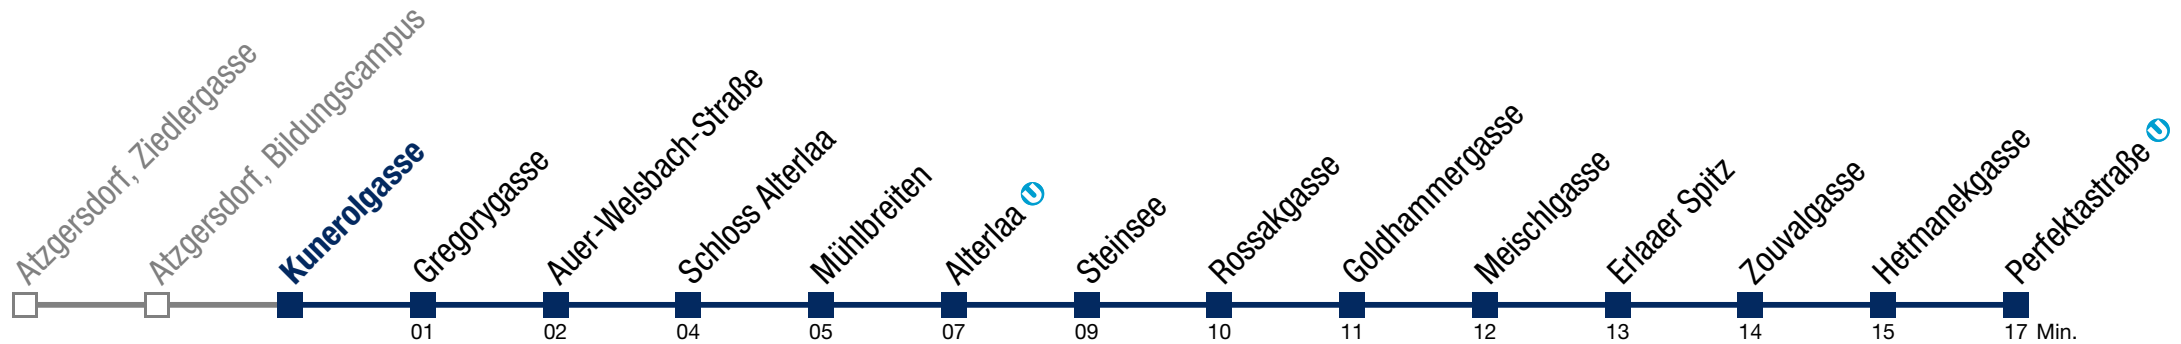 Atzgersdorf, Ziedlergasse
Atzgersdorf, Bildungscampus
Kunerolgasse
Gregorygasse
Auer-Welsbach-Straße
Schloss Alterlaa
Mühlbreiten
Alterlaa U
Steinsee
Rossakgasse
Goldhammergasse
Meischlgasse
Erlaaer Spitz
Zouvalgasse
Hetmanekgasse
Perfektastraße U
01 02 04 05 07 09 10 11 12 13 14 15 17 Min.